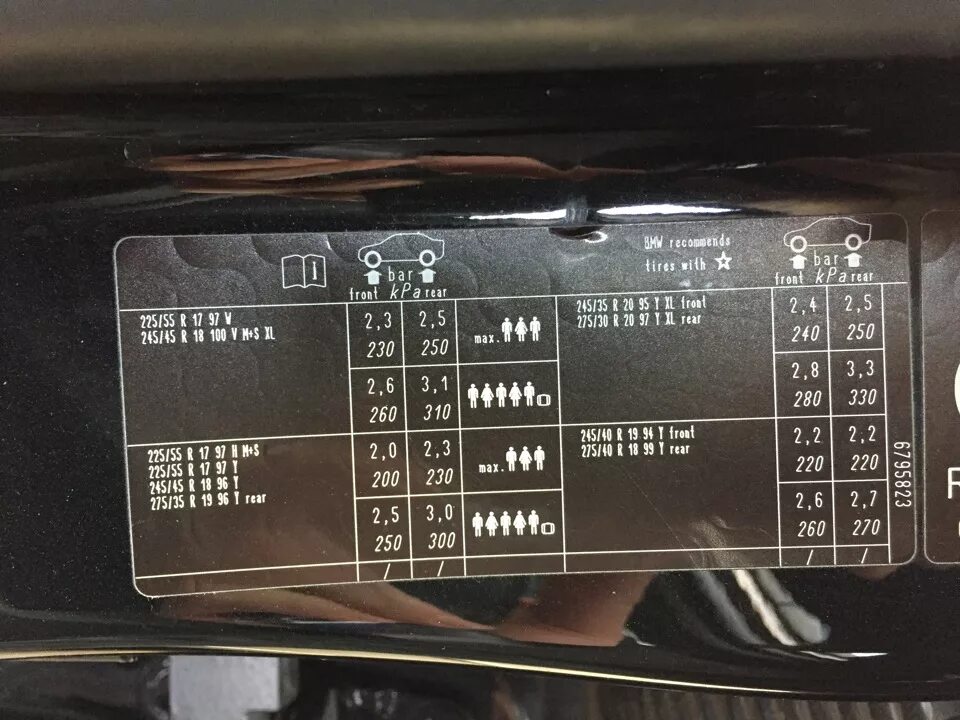 bar
front kPa rear
225/55 R 17 97 W
245/45 R 18 100 V M+S XL
2,3 2,5
230 250
max.
2,6 3,1
260 310
225/55 R 17 97 H M+S
225/55 R 17 97 Y
245/45 R 18 96 Y
275/35 R 19 96 Y rear
2,0 2,3
200 230
max.
2,5 3,0
250 300
/ /
BMW recommends
tires with ☆
bar
front kPa rear
245/35 R 20 95 Y XL front
275/30 R 20 97 Y XL rear
2,4 2,5
240 250
2,8 3,3
280 330
245/40 R 19 94 Y front
275/40 R 18 99 Y rear
2,2 2,2
220 220
2,6 2,7
260 270
/ /
6795823